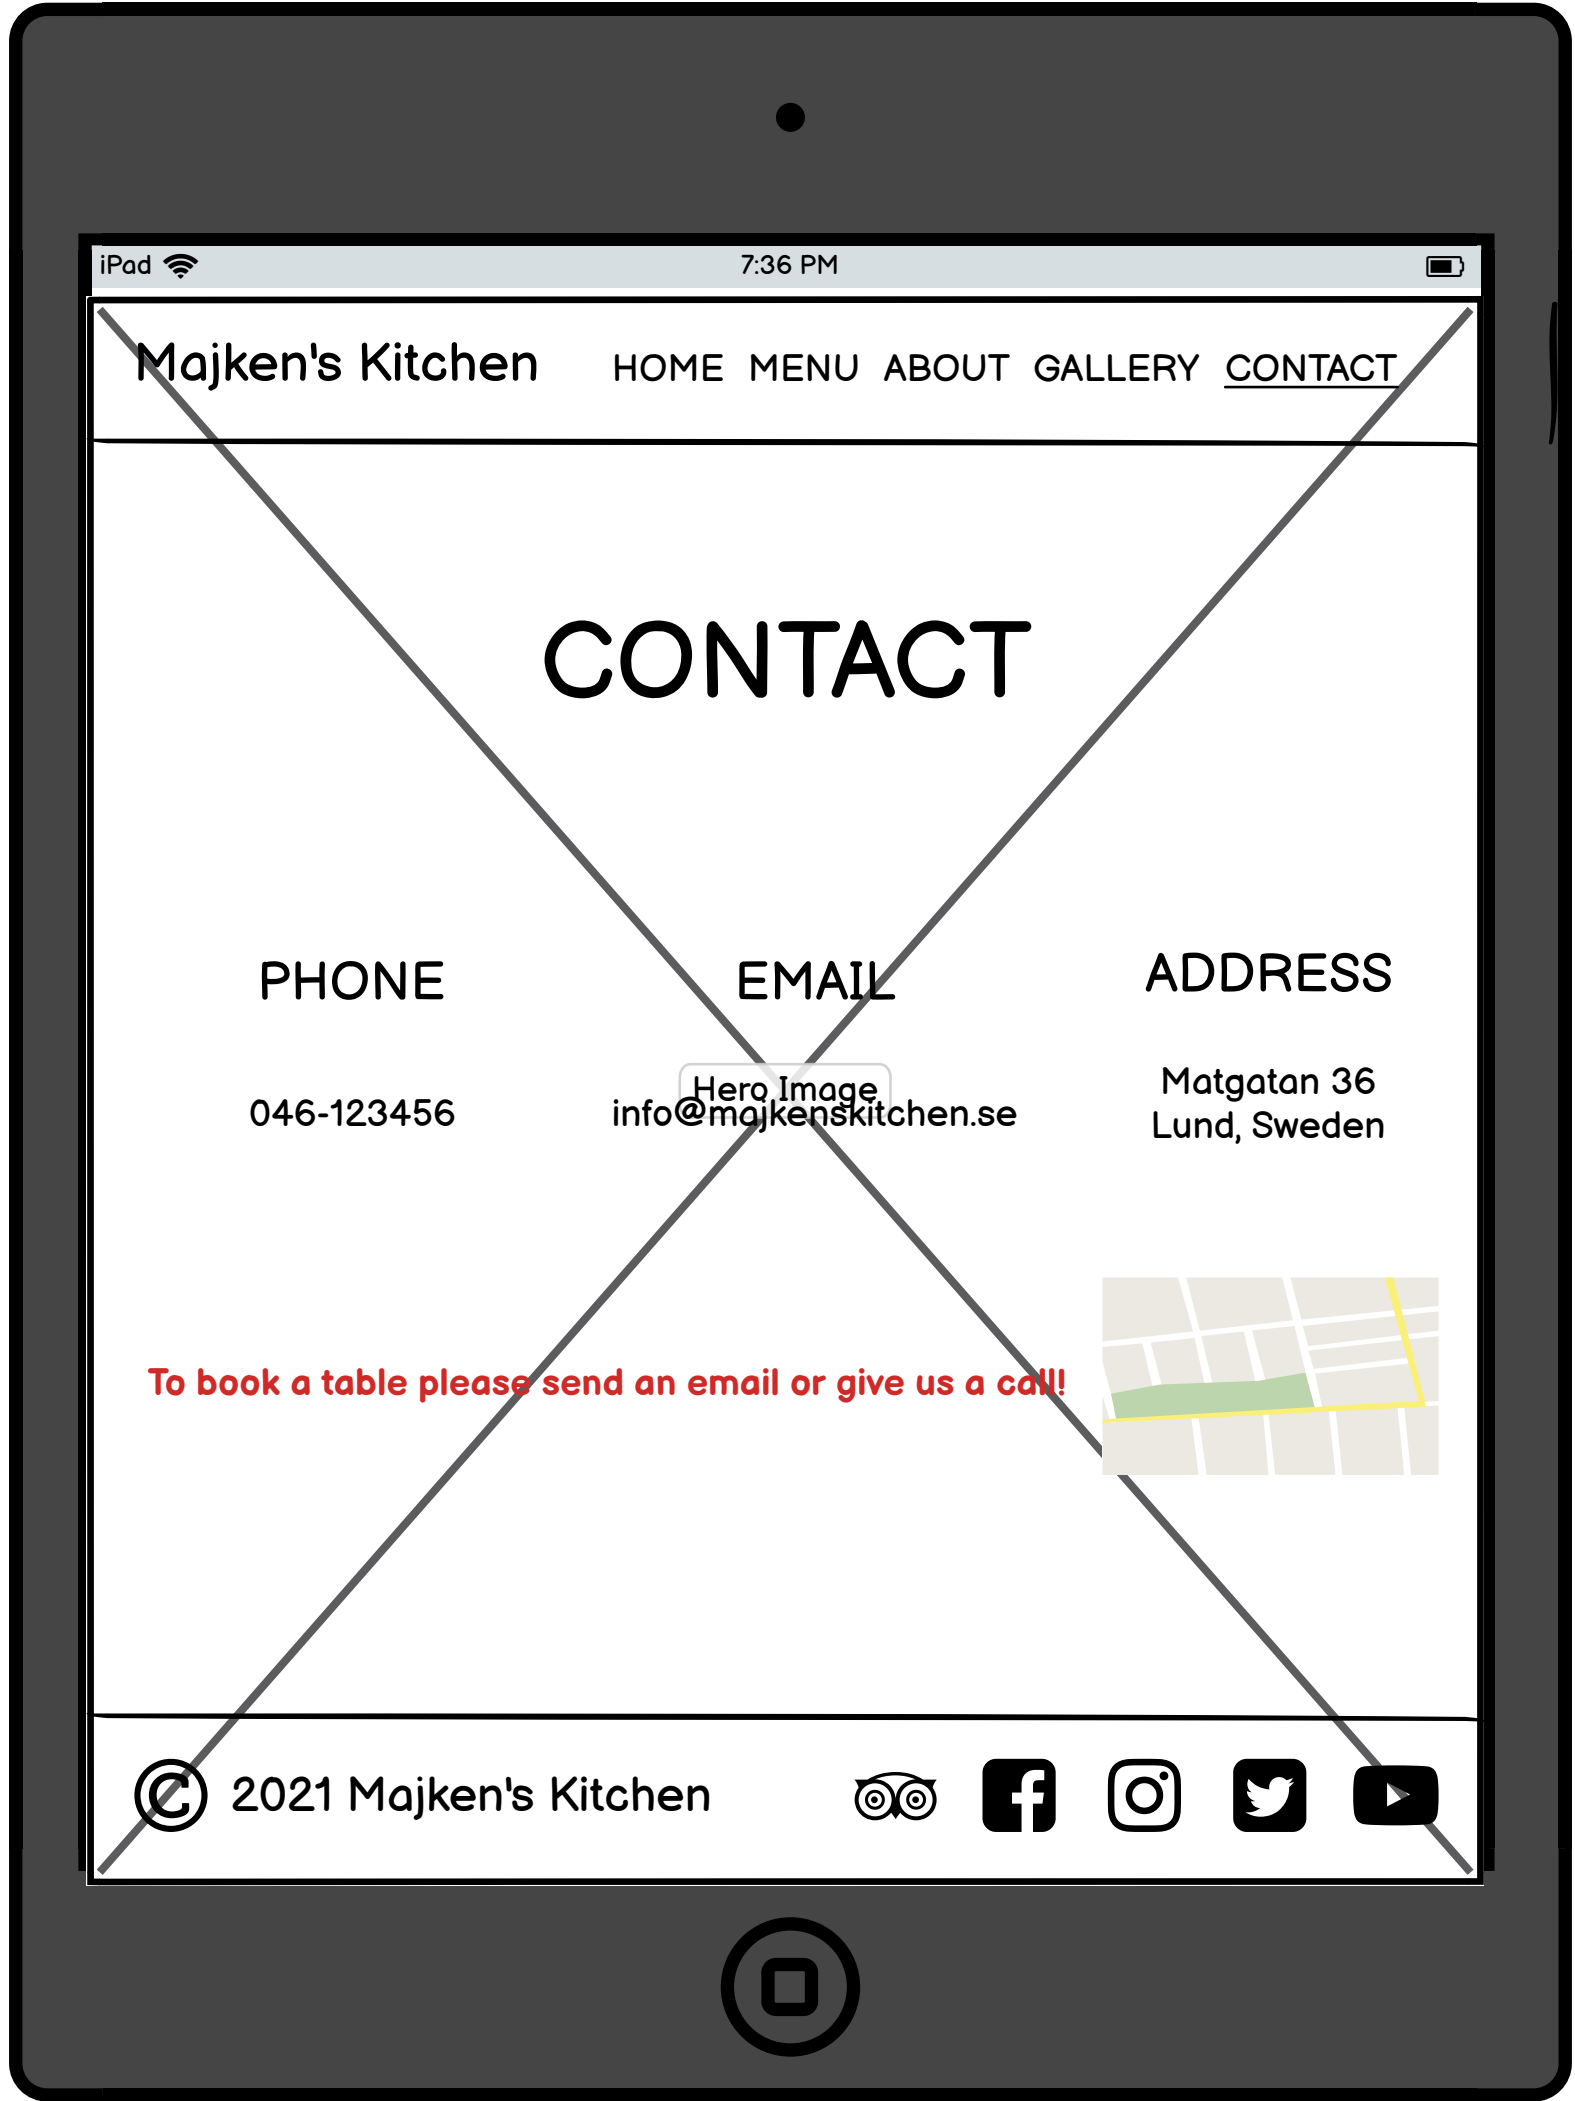 iPad 7:36 PM
Majken's Kitchen HOME MENU ABOUT GALLERY CONTACT
CONTACT
PHONE EMAIL ADDRESS
Hero Image
046-123456 info@majkenskitchen.se Matgatan 36
Lund, Sweden
To book a table please send an email or give us a call!
© 2021 Majken's Kitchen